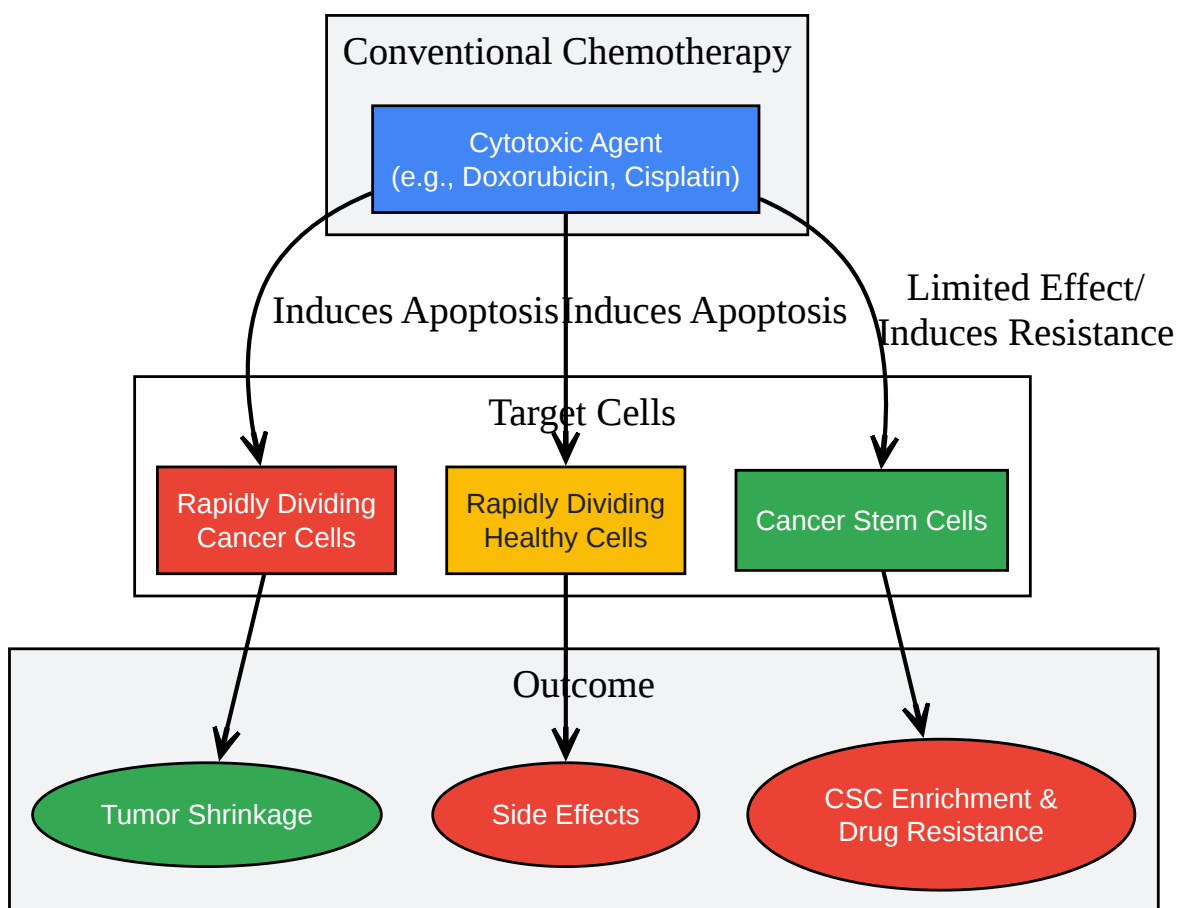 Conventional Chemotherapy
Cytotoxic Agent
(e.g., Doxorubicin, Cisplatin)
Induces Apoptosis
Induces Apoptosis
Limited Effect/
Induces Resistance
Target Cells
Rapidly Dividing
Cancer Cells
Rapidly Dividing
Healthy Cells
Cancer Stem Cells
Outcome
Tumor Shrinkage
Side Effects
CSC Enrichment &
Drug Resistance